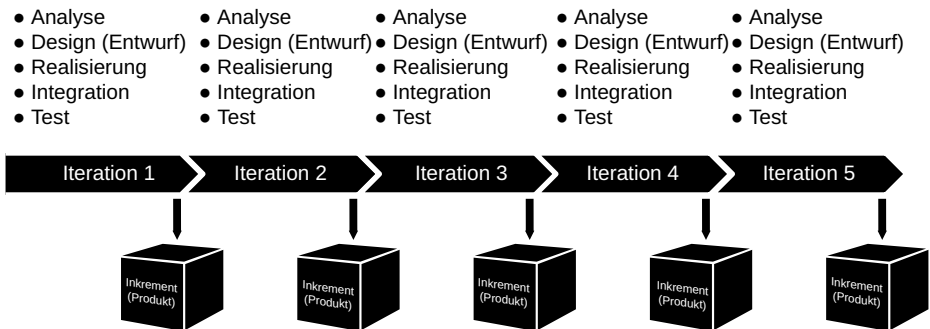 ● Analyse
● Design (Entwurf)
● Realisierung
● Integration
● Test
● Analyse
● Design (Entwurf)
● Realisierung
● Integration
● Test
● Analyse
● Design (Entwurf)
● Realisierung
● Integration
● Test
● Analyse
● Design (Entwurf)
● Realisierung
● Integration
● Test
● Analyse
● Design (Entwurf)
● Realisierung
● Integration
● Test
Iteration 1
Iteration 2
Iteration 3
Iteration 4
Iteration 5
Inkrement
(Produkt)
Inkrement
(Produkt)
Inkrement
(Produkt)
Inkrement
(Produkt)
Inkrement
(Produkt)